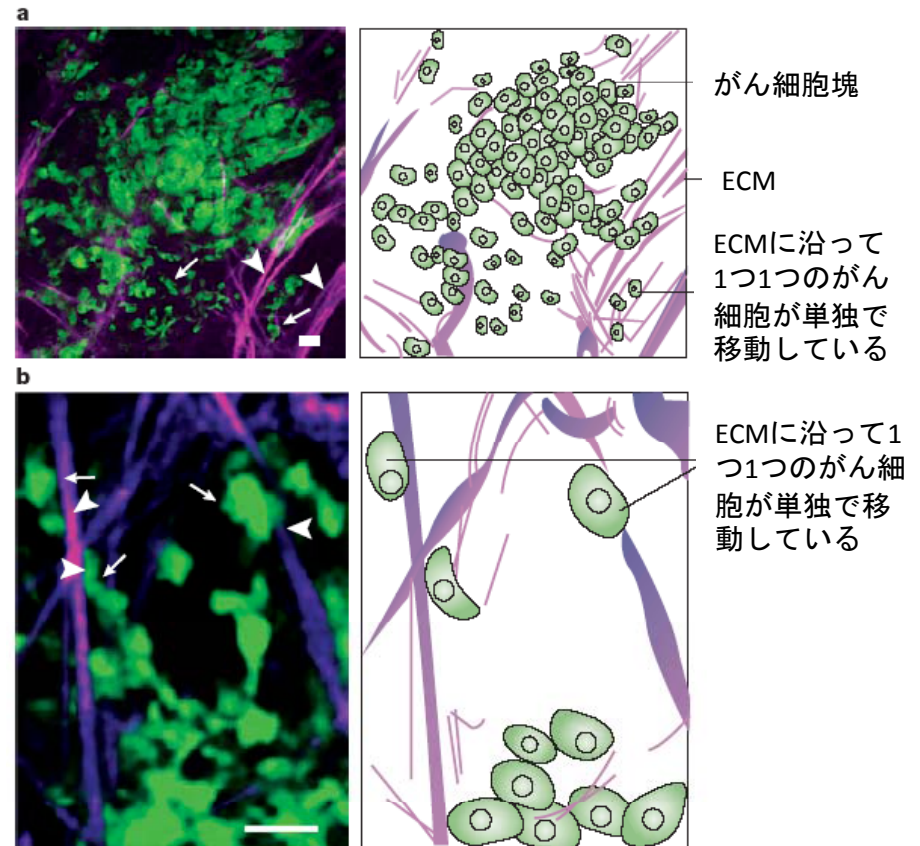 a
がん細胞塊
ECM
ECMに沿って
1つ1つのがん
細胞が単独で
移動している
b
ECMに沿って1
つ1つのがん細
胞が単独で移
動している